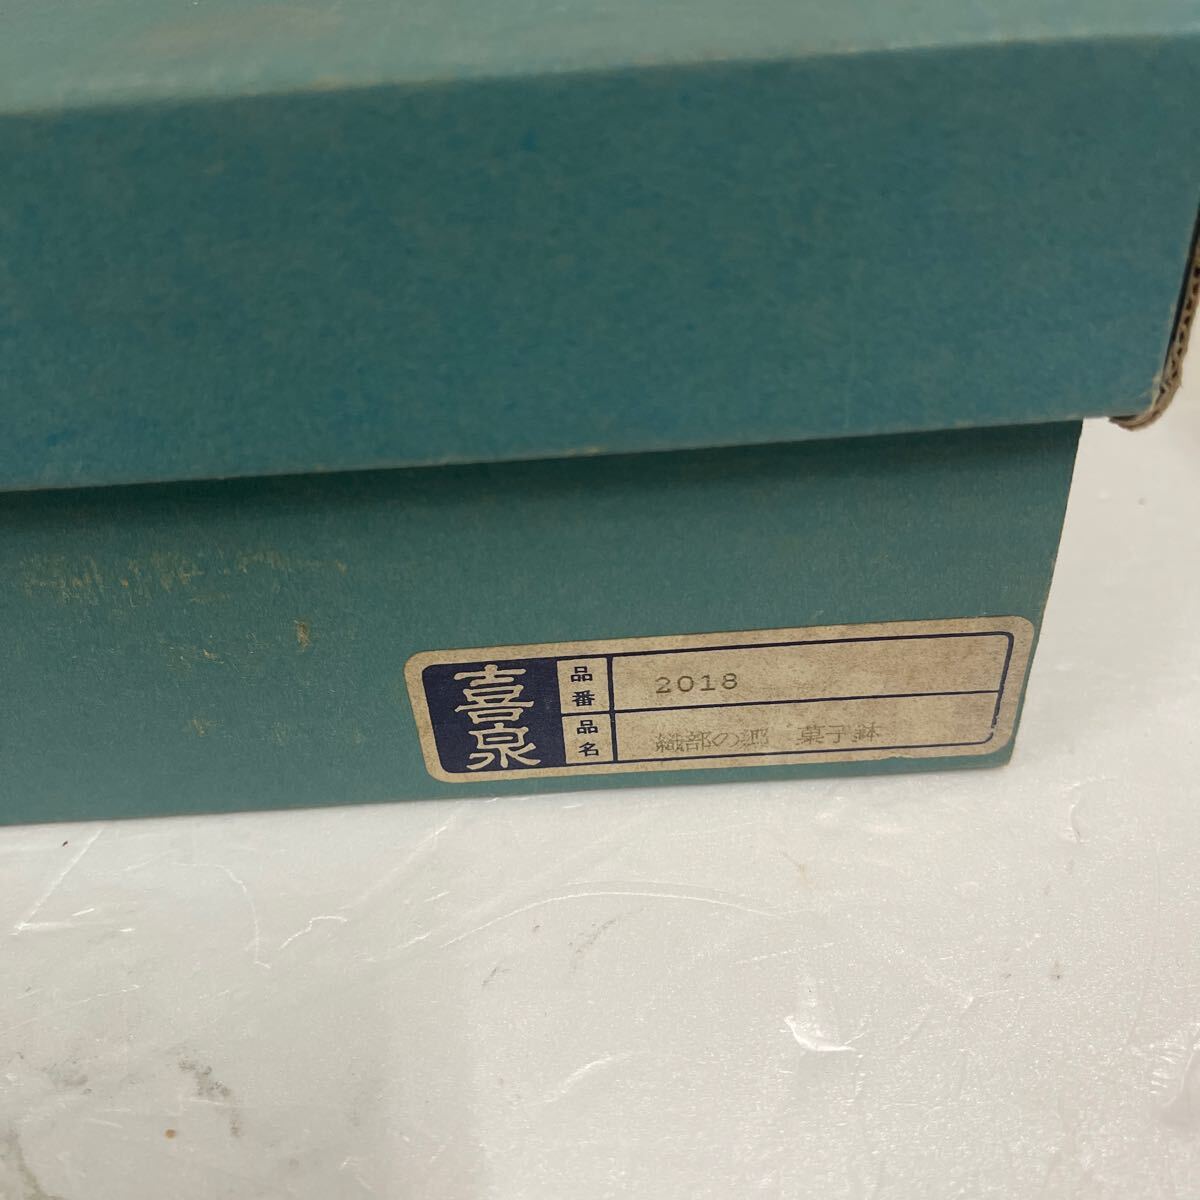 喜泉
品番 2018
品名 織部の郷 菓子鉢